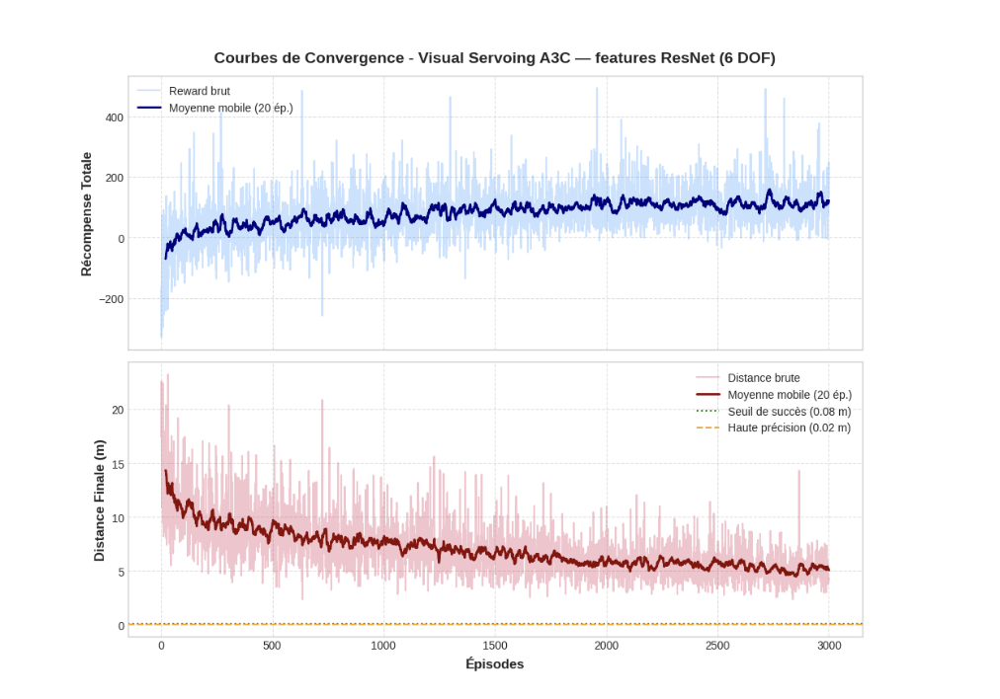 Courbes de Convergence - Visual Servoing A3C — features ResNet (6 DOF)
Reward brut
Moyenne mobile (20 ép.)
Récompense Totale
400
200
0
−200
Distance brute
Moyenne mobile (20 ép.)
Seuil de succès (0.08 m)
Haute précision (0.02 m)
Distance Finale (m)
20
15
10
5
0
0 500 1000 1500 2000 2500 3000
Épisodes